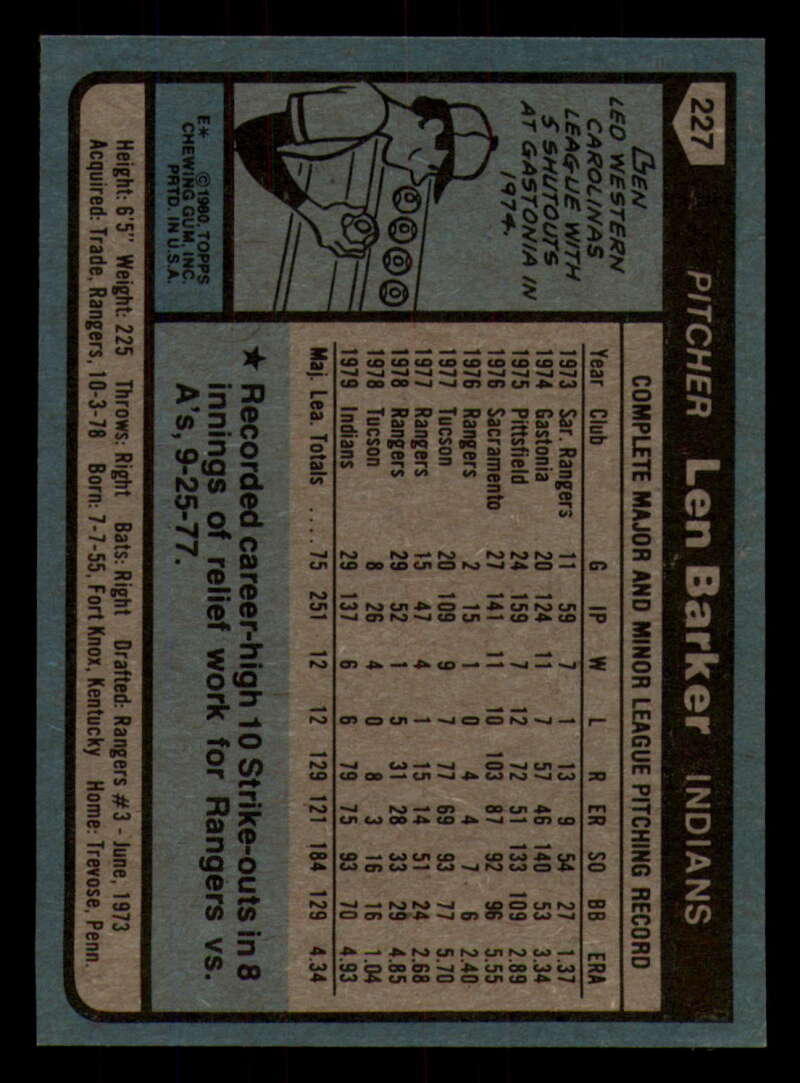 227 PITCHER Len Barker INDIANS
LEN
LED WESTERN
CAROLINAS
LEAGUE WITH
5 SHUTOUTS
AT GASTONIA IN
1974.
E* ©1980 TOPPS
CHEWING GUM, INC.
PRTD. IN U.S.A.
COMPLETE MAJOR AND MINOR LEAGUE PITCHING RECORD
Year Club G IP W L R ER SO BB ERA
1973 Sar. Rangers 11 59 7 1 13 9 54 27 1.37
1974 Gastonia 20 124 11 7 57 46 140 53 3.34
1975 Pittsfield 24 159 7 12 72 51 133 109 2.89
1976 Sacramento 27 141 11 10 103 87 92 96 5.55
1976 Rangers 2 15 1 0 4 4 7 6 2.40
1977 Tucson 20 109 9 7 77 69 93 77 5.70
1977 Rangers 15 47 4 1 15 14 51 24 2.68
1978 Rangers 29 52 1 5 31 28 33 29 4.85
1978 Tucson 8 26 4 0 8 3 16 16 1.04
1979 Indians 29 137 6 6 79 75 93 70 4.93
Maj. Lea. Totals .... 75 251 12 12 129 121 184 129 4.34
★ Recorded career-high 10 Strike-outs in 8
innings of relief work for Rangers vs.
A's, 9-25-77.
Height: 6'5" Weight: 225 Throws: Right Bats: Right Drafted: Rangers #3 - June, 1973
Acquired: Trade, Rangers, 10-3-78 Born: 7-7-55, Fort Knox, Kentucky Home: Trevose, Penn.